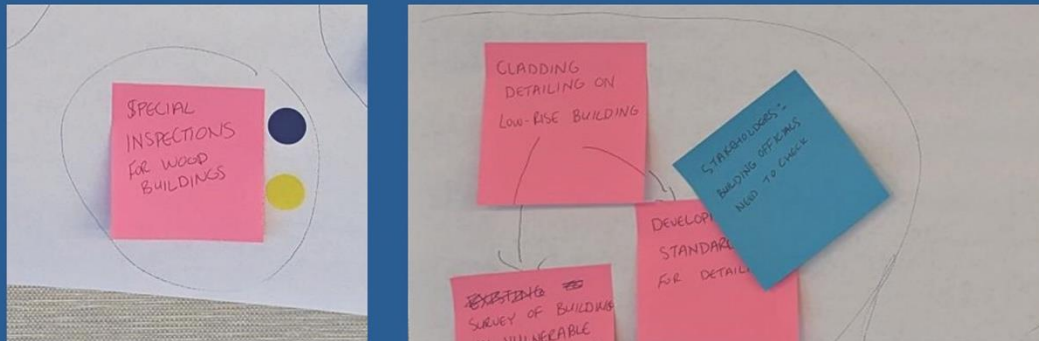 SPECIAL
INSPECTIONS
FOR WOOD
BUILDINGS
CLADDING
DETAILING ON
LOW-RISE BUILDING
STAKEHOLDERS -
BUILDING OFFICIALS
NEED TO CHECK
DEVELOP
STANDARD
FOR DETAIL
SURVEY OF BUILDING
VULNERABLE